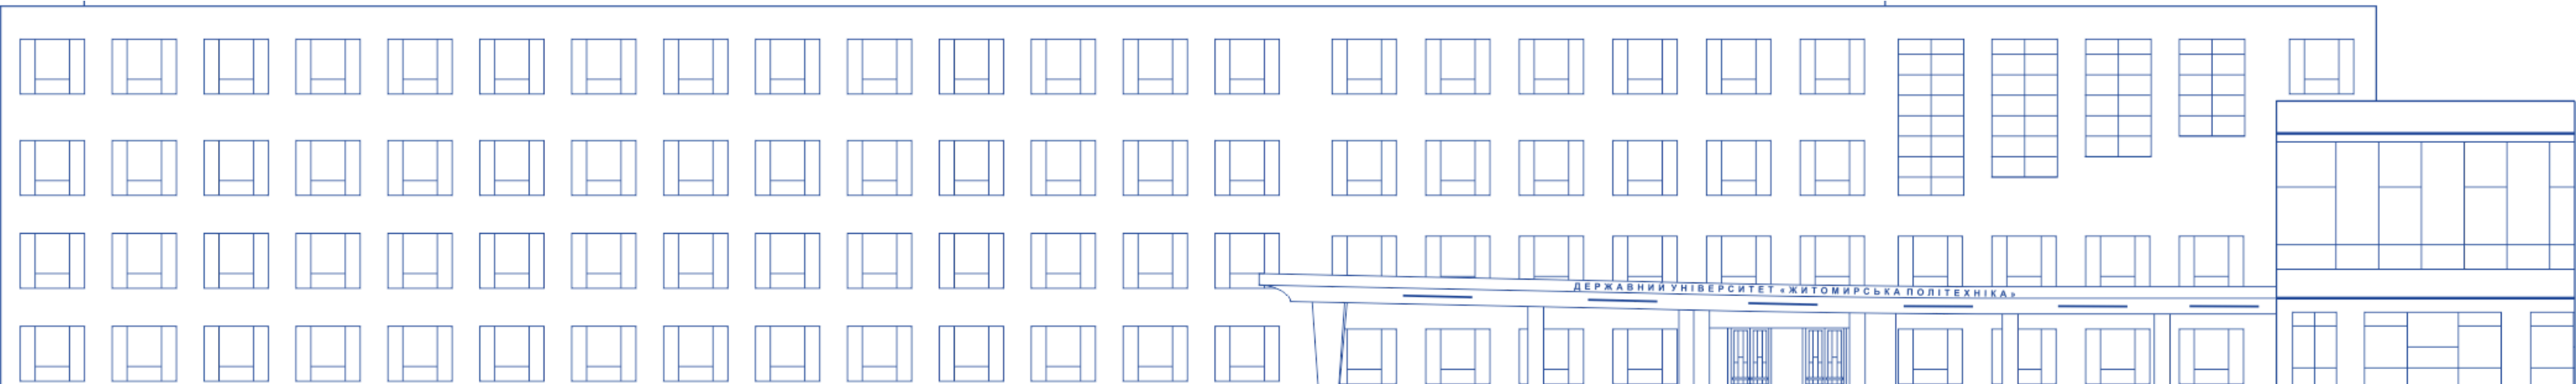 ДЕРЖАВНИЙ УНІВЕРСИТЕТ «ЖИТОМИРСЬКА ПОЛІТЕХНІКА»